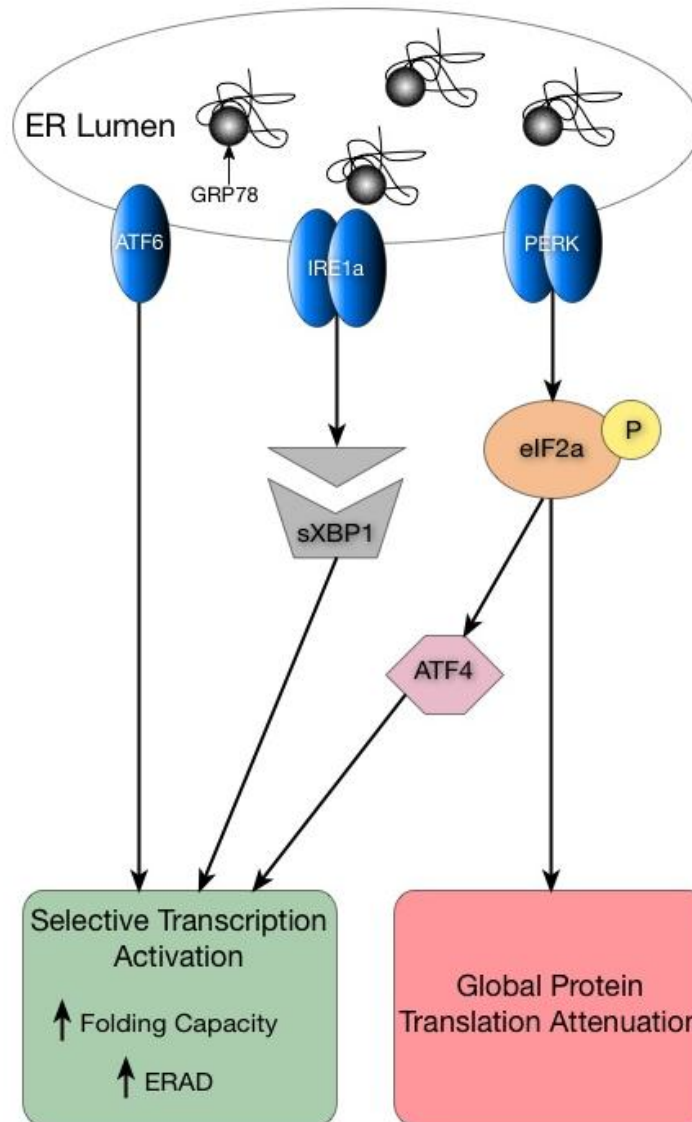 ER Lumen
GRP78
ATF6
IRE1a
PERK
eIF2a
P
sXBP1
ATF4
Selective Transcription
Activation
Folding Capacity
ERAD
Global Protein
Translation Attenuation